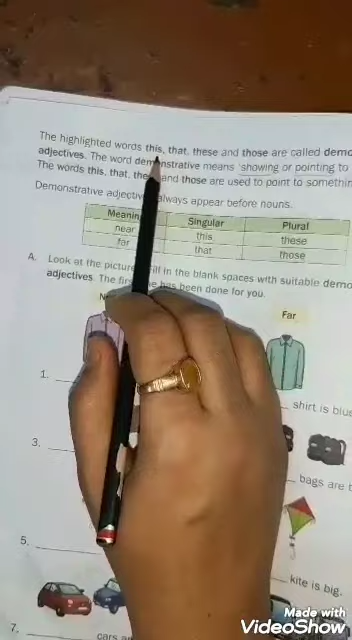 The highlighted words this, that, these and those are called demo
adjectives. The word demonstrative means 'showing or pointing to
The words this, that, the and those are used to point to somethin
Demonstrative adjectiv always appear before nouns.
Meanin Singular Plural
near this these
far that those
A. Look at the picture fill in the blank spaces with suitable demo
adjectives. The fir has been done for you.
Far
1.
shirt is blue
3.
bags are
5.
kite is big.
7. cars a
Made with
VideoShow